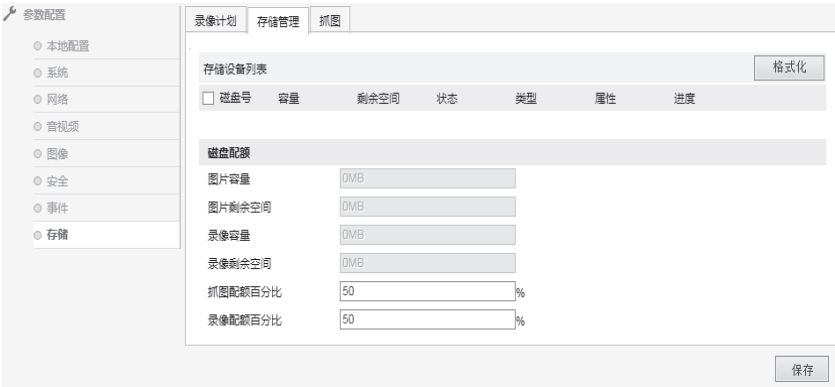 参数配置
本地配置
系统
网络
音视频
图像
安全
事件
存储
录像计划 存储管理 抓图
存储设备列表 格式化
磁盘号 容量 剩余空间 状态 类型 属性 进度
磁盘配额
图片容量 0MB
图片剩余空间 0MB
录像容量 0MB
录像剩余空间 0MB
抓图配额百分比 50 %
录像配额百分比 50 %
保存